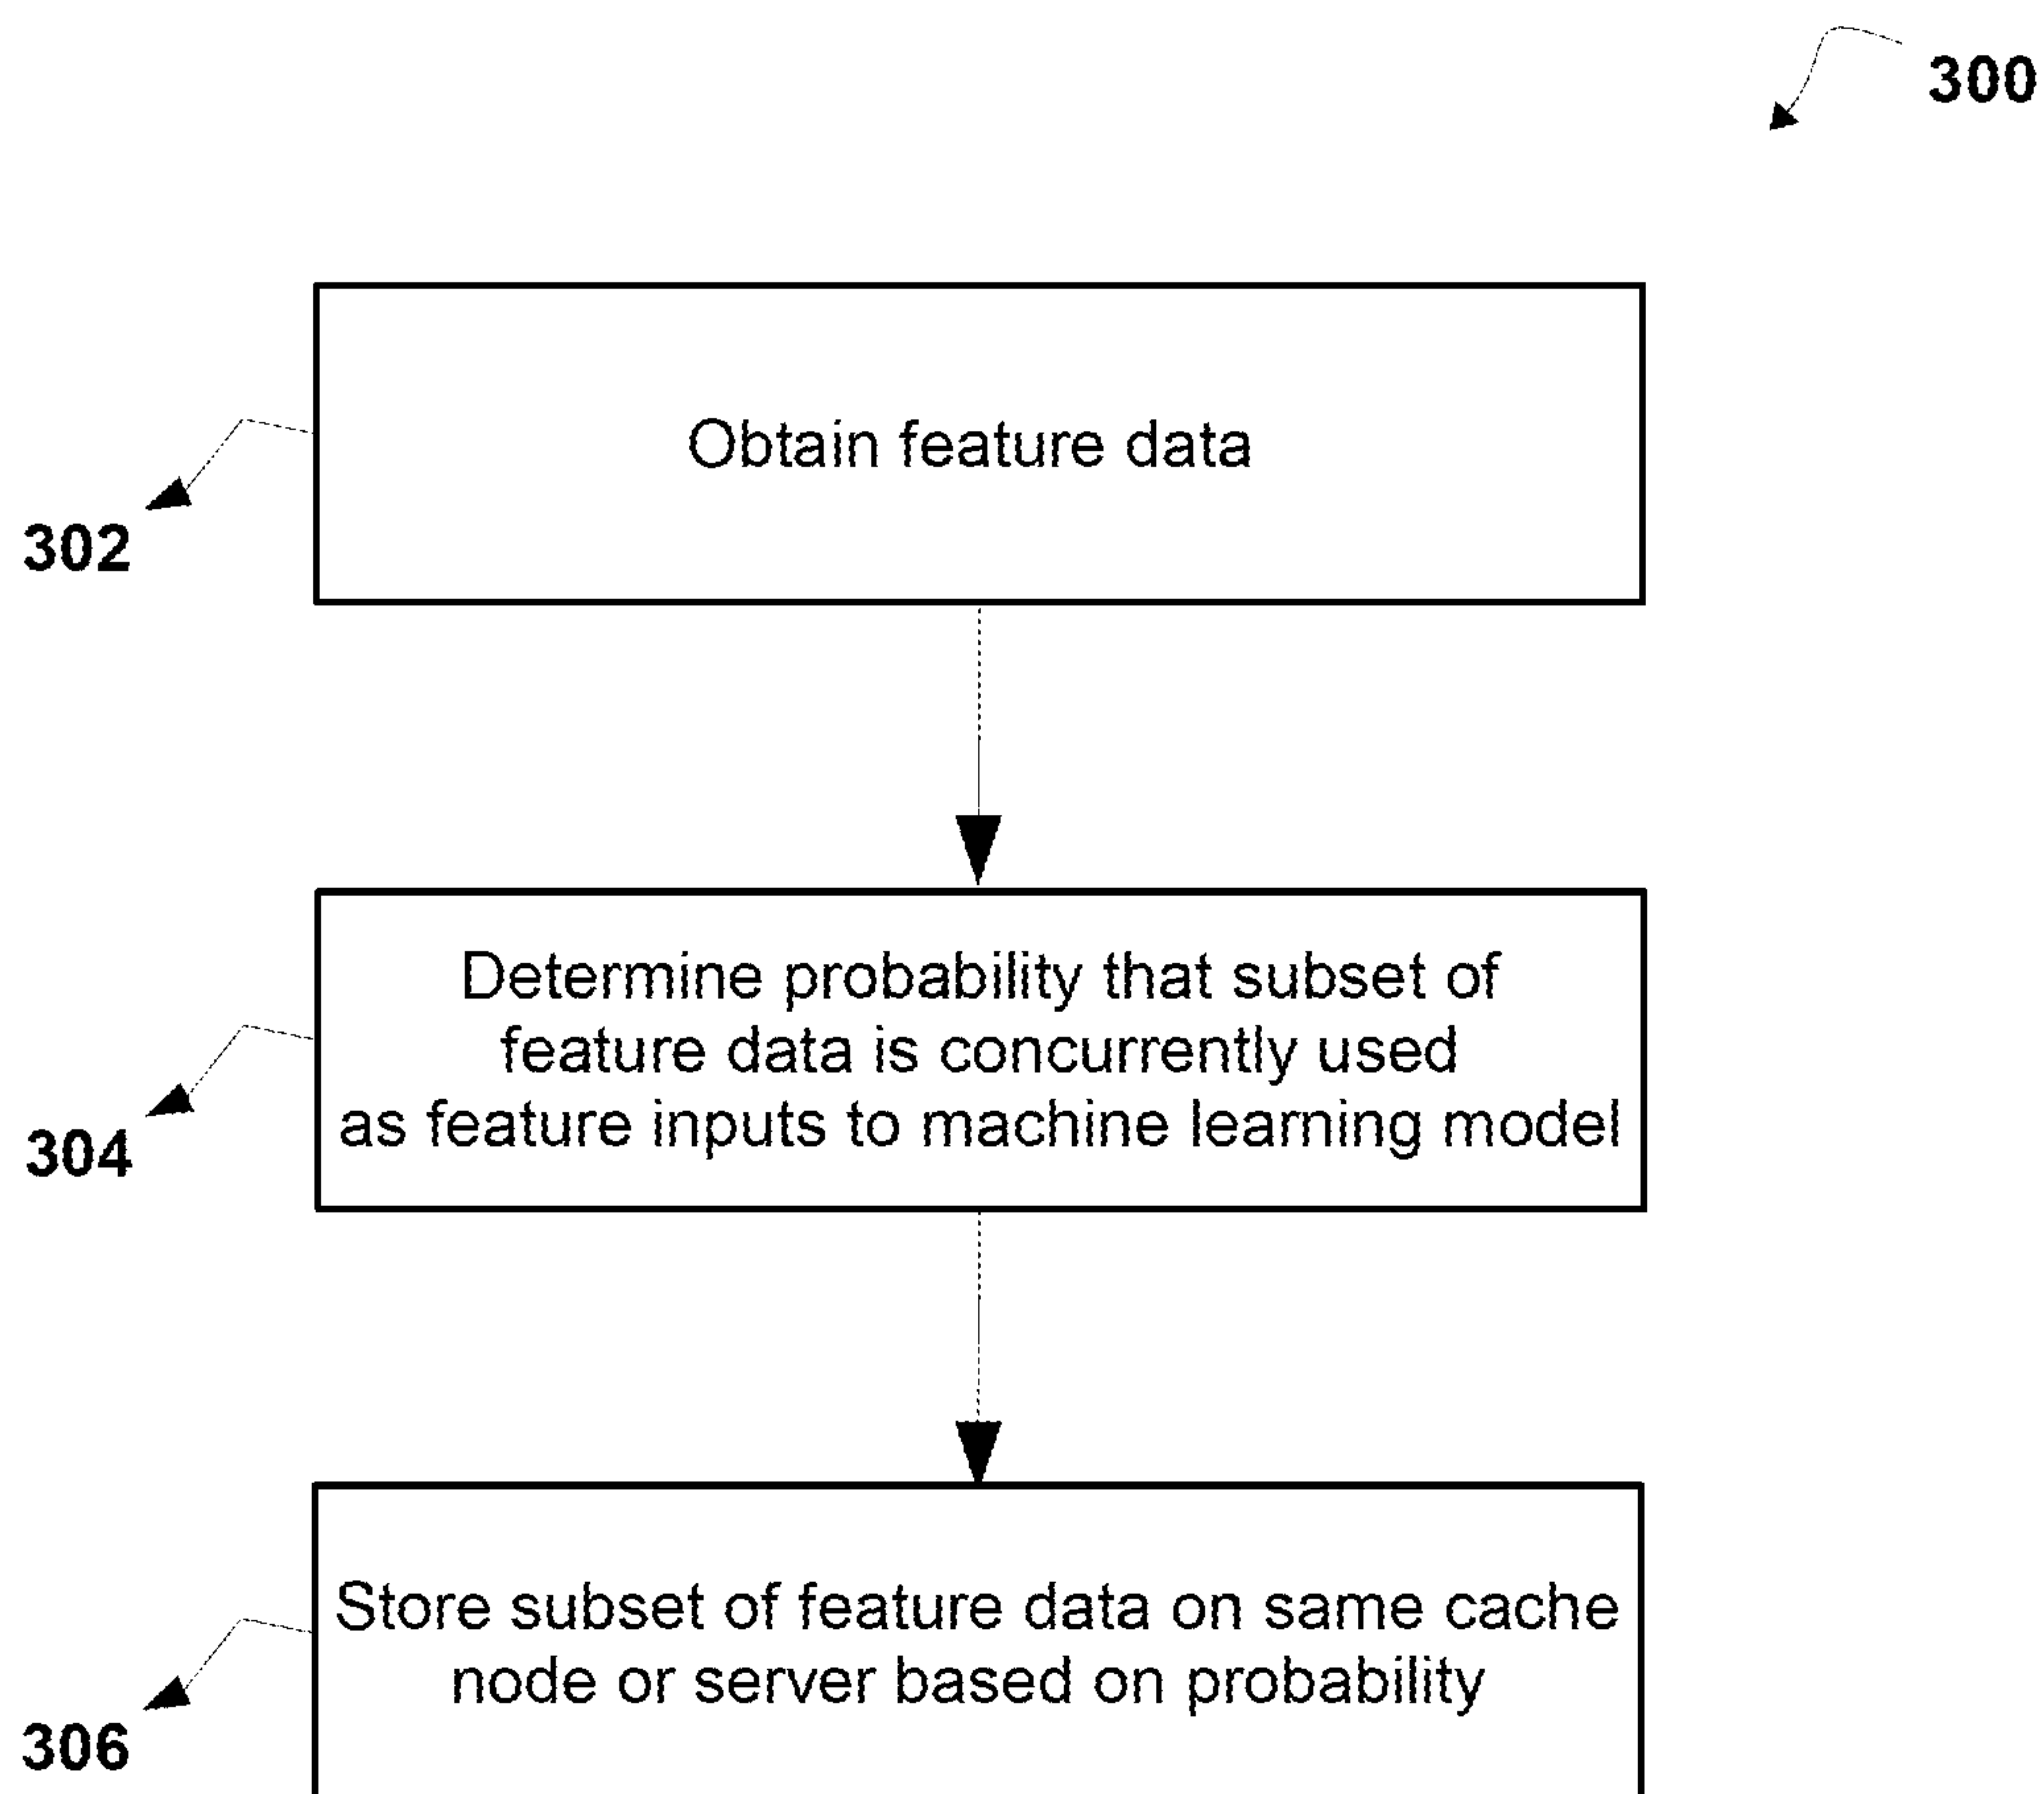 300
Obtain feature data
302
Determine probability that subset of
feature data is concurrently used
as feature inputs to machine learning model
304
Store subset of feature data on same cache
node or server based on probability
306